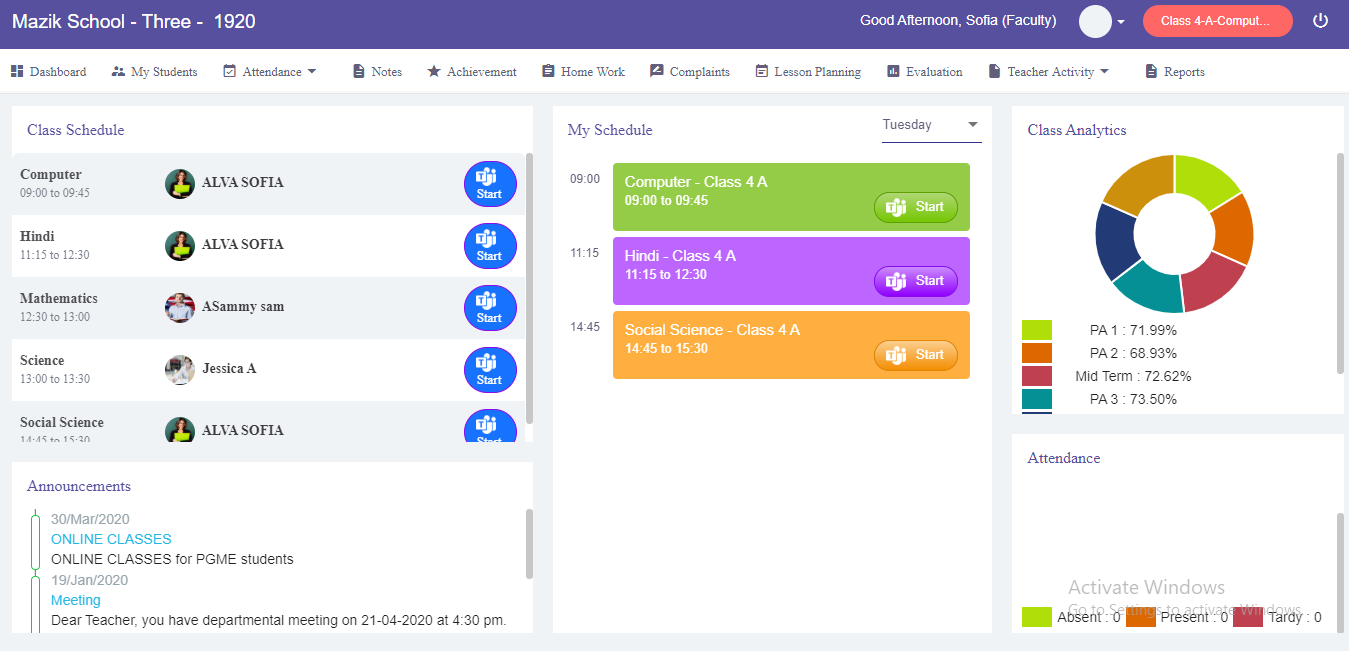 Mazik School - Three - 1920
Good Afternoon, Sofia (Faculty)
Class 4-A-Comput...
Dashboard
My Students
Attendance
Notes
Achievement
Home Work
Complaints
Lesson Planning
Evaluation
Teacher Activity
Reports
Class Schedule
Computer
09:00 to 09:45
ALVA SOFIA
Start
Hindi
11:15 to 12:30
ALVA SOFIA
Start
Mathematics
12:30 to 13:00
ASammy sam
Start
Science
13:00 to 13:30
Jessica A
Start
Social Science
14:45 to 15:30
ALVA SOFIA
Start
Announcements
30/Mar/2020
ONLINE CLASSES
ONLINE CLASSES for PGME students
19/Jan/2020
Meeting
Dear Teacher, you have departmental meeting on 21-04-2020 at 4:30 pm.
My Schedule
Tuesday
09:00
Computer - Class 4 A
09:00 to 09:45
Start
11:15
Hindi - Class 4 A
11:15 to 12:30
Start
14:45
Social Science - Class 4 A
14:45 to 15:30
Start
Class Analytics
PA 1 : 71.99%
PA 2 : 68.93%
Mid Term : 72.62%
PA 3 : 73.50%
Attendance
Activate Windows
Go to Settings to activate Windows.
Absent : 0
Present : 0
Tardy : 0